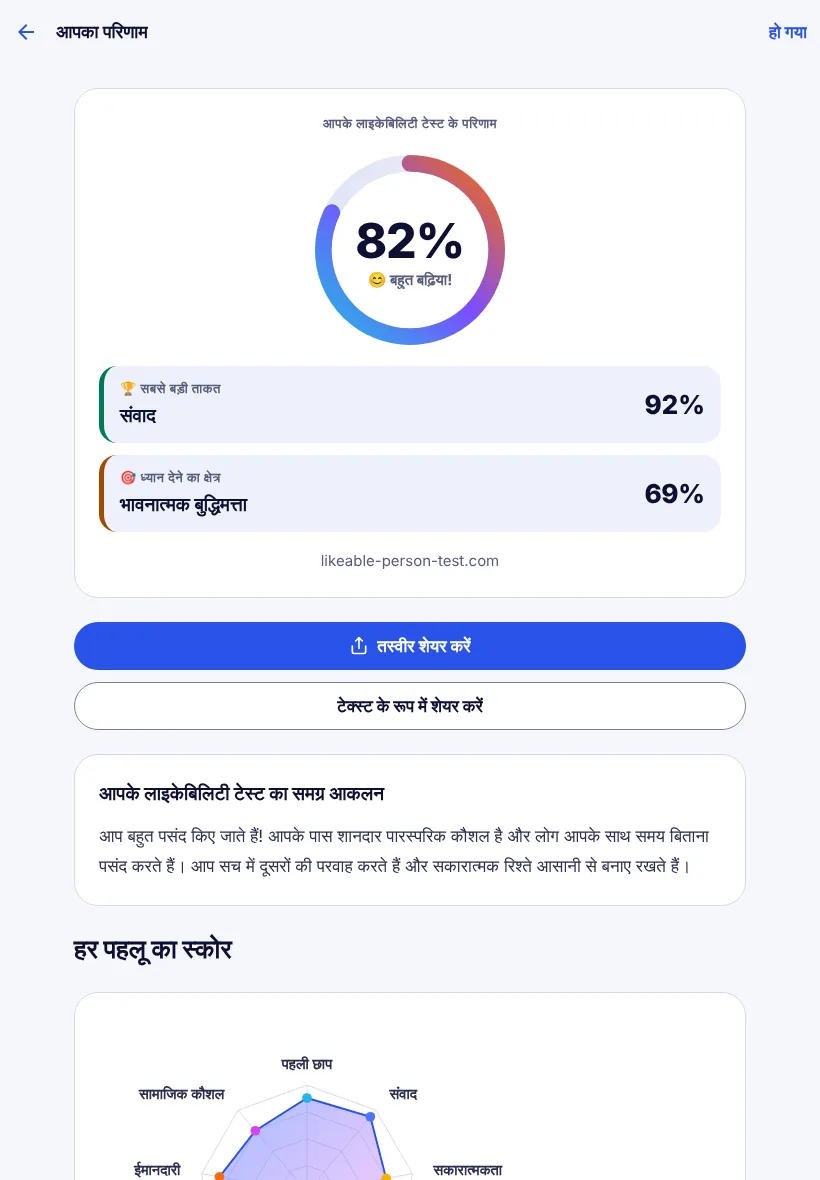 आपका परिणाम
हो गया
आपके लाइकेबिलिटी टेस्ट के परिणाम
82%
😊 बहुत बढ़िया!
🏆 सबसे बड़ी ताकत
संवाद
92%
🎯 ध्यान देने का क्षेत्र
भावनात्मक बुद्धिमत्ता
69%
likeable-person-test.com
तस्वीर शेयर करें
टेक्स्ट के रूप में शेयर करें
आपके लाइकेबिलिटी टेस्ट का समग्र आकलन
आप बहुत पसंद किए जाते हैं! आपके पास शानदार पारस्परिक कौशल है और लोग आपके साथ समय बिताना
पसंद करते हैं। आप सच में दूसरों की परवाह करते हैं और सकारात्मक रिश्ते आसानी से बनाए रखते हैं।
हर पहलू का स्कोर
पहली छाप
सामाजिक कौशल
संवाद
ईमानदारी
सकारात्मकता